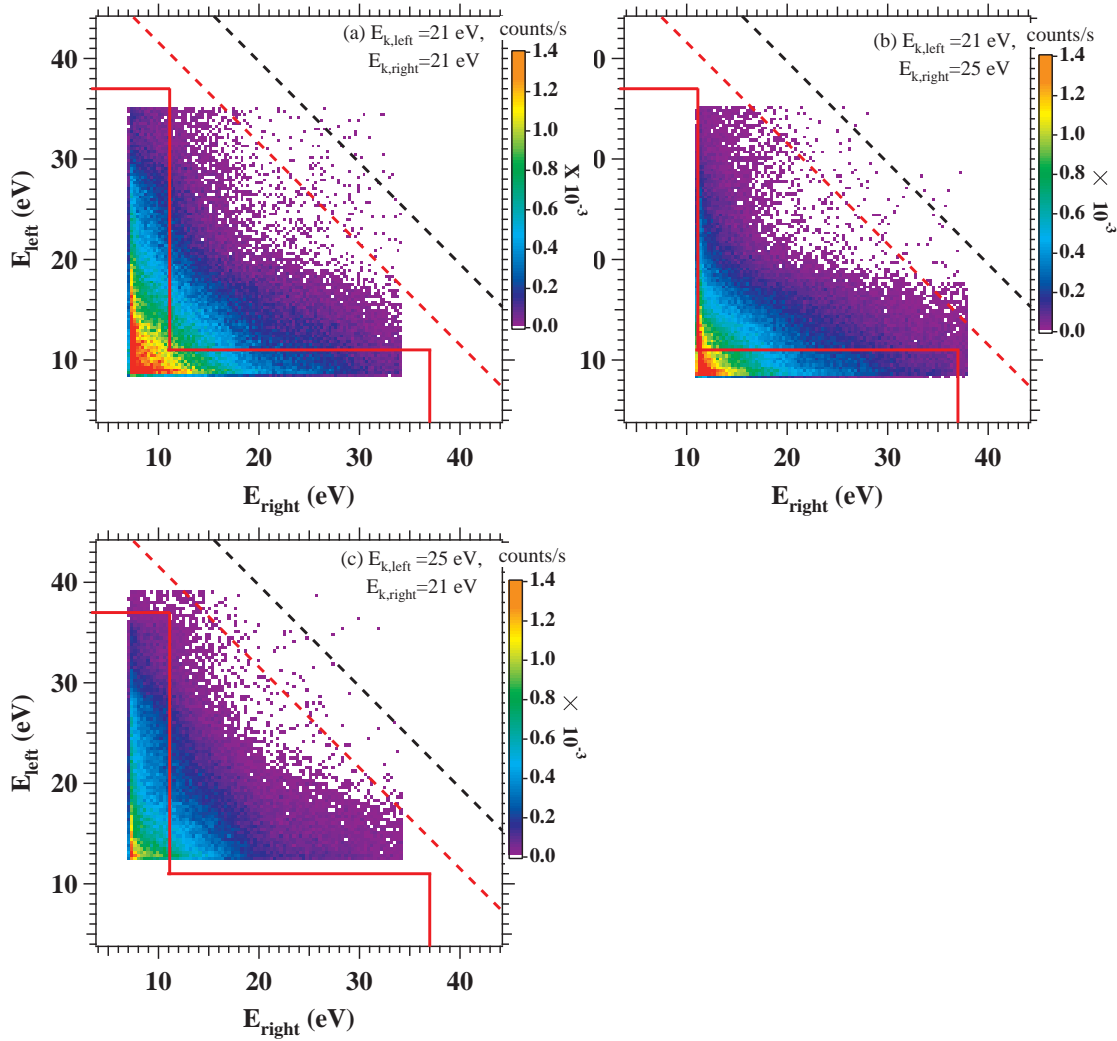 (a) E_k,left =21 eV,
E_k,right=21 eV
counts/s
1.4
1.2
1.0
0.8
0.6
0.4
0.2
0.0
X 10^-3
40
30
20
10
E_left (eV)
10 20 30 40
E_right (eV)
(b) E_k,left =21 eV,
E_k,right=25 eV
counts/s
1.4
1.2
1.0
0.8
0.6
0.4
0.2
0.0
× 10^-3
0
0
0
10
10 20 30 40
E_right (eV)
(c) E_k,left =25 eV,
E_k,right=21 eV
counts/s
1.4
1.2
1.0
0.8
0.6
0.4
0.2
0.0
× 10^-3
40
30
20
10
E_left (eV)
10 20 30 40
E_right (eV)